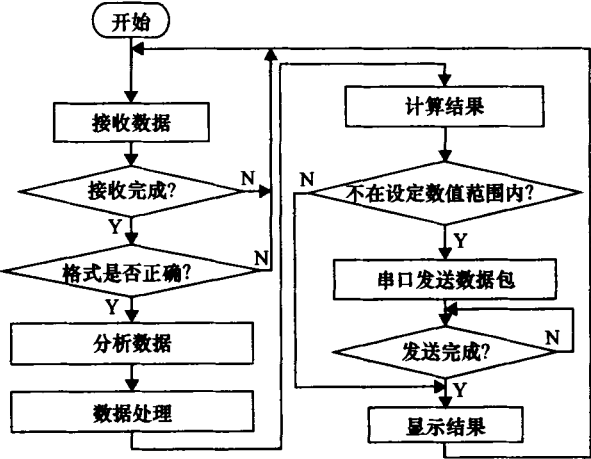 开始
接收数据
接收完成?
N
Y
格式是否正确?
N
Y
分析数据
数据处理
计算结果
不在设定数值范围内?
N
Y
串口发送数据包
发送完成?
N
Y
显示结果